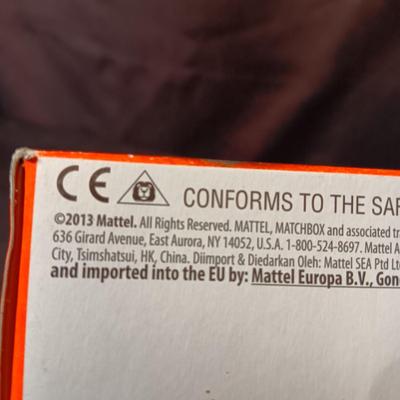 CE CONFORMS TO THE SAF
©2013 Mattel. All Rights Reserved. MATTEL, MATCHBOX and associated tr
636 Girard Avenue, East Aurora, NY 14052, U.S.A. 1-800-524-8697. Mattel A
City, Tsimshatsui, HK, China. Diimport & Diedarkan Oleh: Mattel SEA Ptd Lt
and imported into the EU by: Mattel Europa B.V., Gon